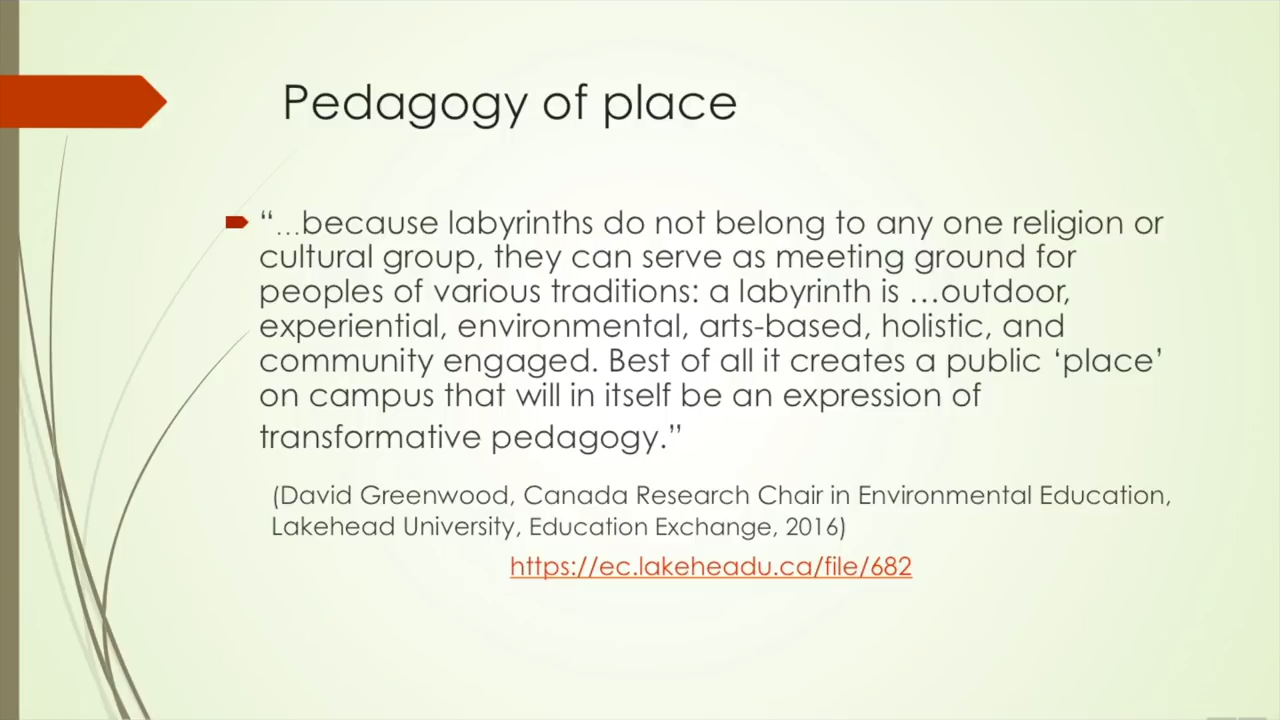 Pedagogy of place
“…because labyrinths do not belong to any one religion or
cultural group, they can serve as meeting ground for
peoples of various traditions: a labyrinth is …outdoor,
experiential, environmental, arts-based, holistic, and
community engaged. Best of all it creates a public ‘place’
on campus that will in itself be an expression of
transformative pedagogy.”
(David Greenwood, Canada Research Chair in Environmental Education,
Lakehead University, Education Exchange, 2016)
https://ec.lakeheadu.ca/file/682